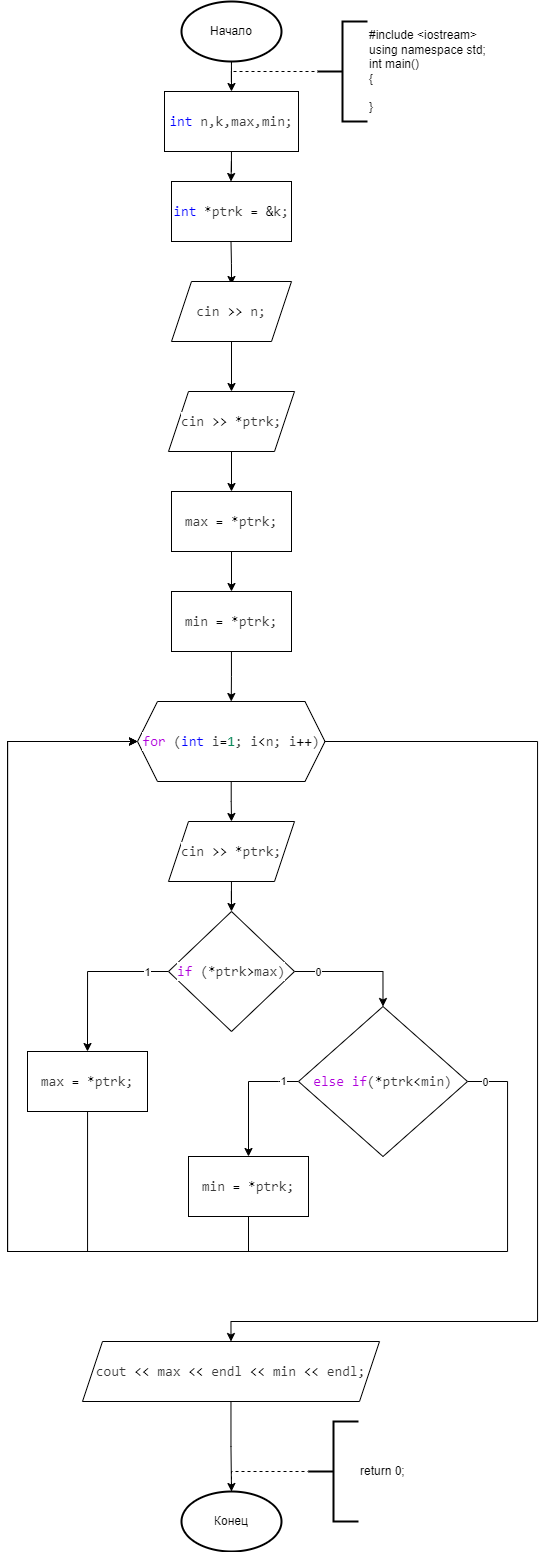 Начало
#include <iostream>
using namespace std;
int main()
{
}
int n,k,max,min;
int *ptrk = &k;
cin >> n;
cin >> *ptrk;
max = *ptrk;
min = *ptrk;
for (int i=1; i<n; i++)
cin >> *ptrk;
1
if (*ptrk>max)
0
max = *ptrk;
1
else if(*ptrk<min)
0
min = *ptrk;
cout << max << endl << min << endl;
return 0;
Конец